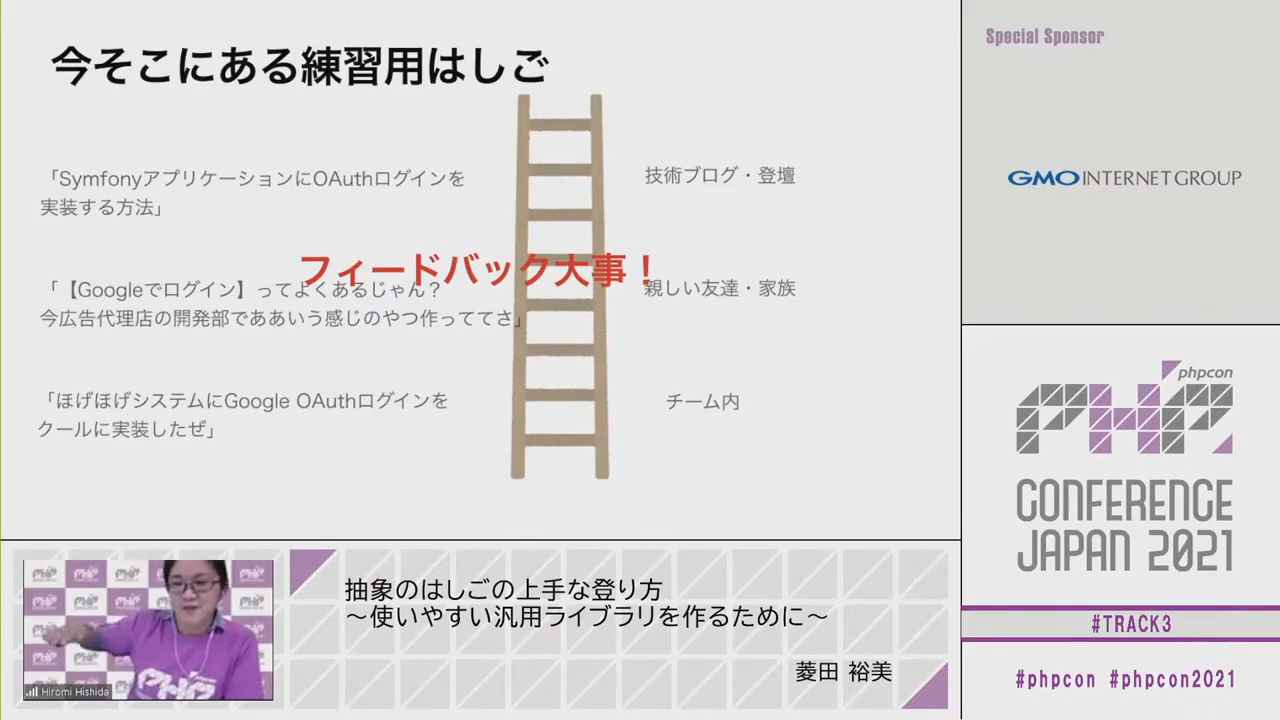 今そこにある練習用はしご
「SymfonyアプリケーションにOAuthログインを
実装する方法」
技術ブログ・登壇
フィードバック大事！
「【Googleでログイン】ってよくあるじゃん？
今広告代理店の開発部でああいう感じのやつ作っててさ」
親しい友達・家族
「ほげほげシステムにGoogle OAuthログインを
クールに実装したぜ」
チーム内
Special Sponsor
GMO INTERNET GROUP
phpcon
PHP
CONFERENCE
JAPAN 2021
#TRACK3
#phpcon #phpcon2021
抽象のはしごの上手な登り方
〜使いやすい汎用ライブラリを作るために〜
菱田 裕美
Hiromi Hishida